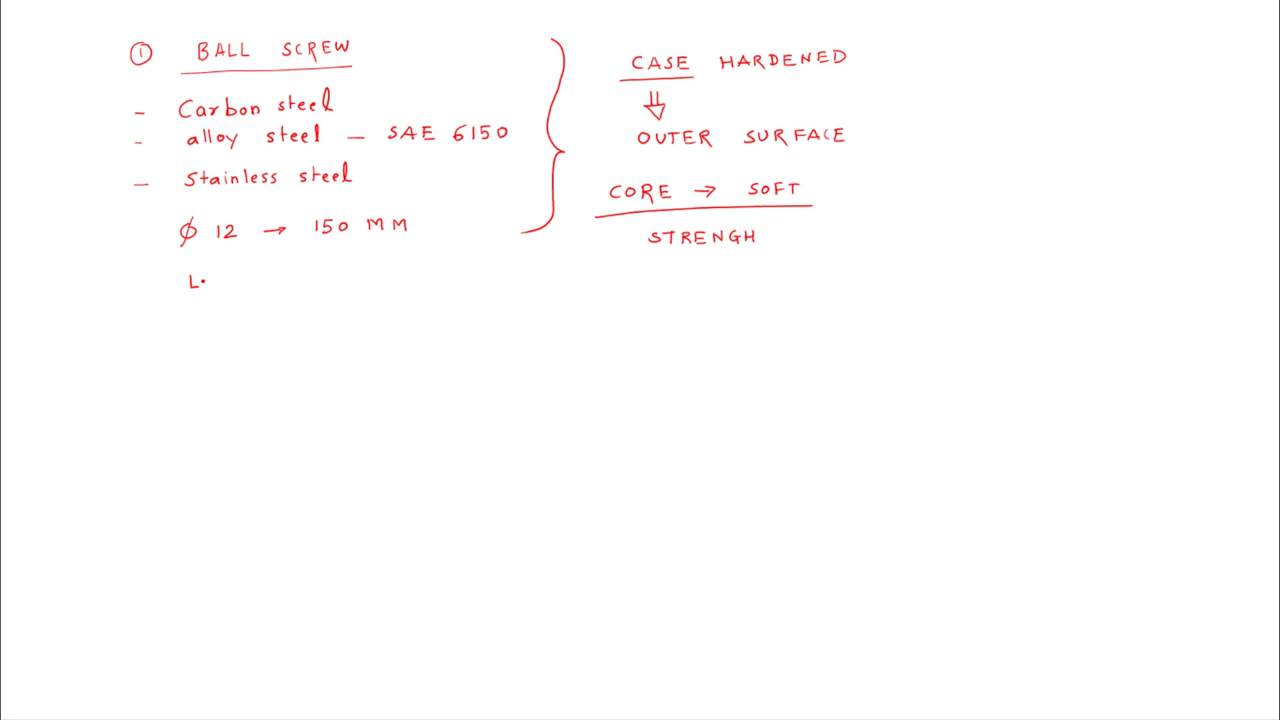 ① BALL SCREW
- Carbon steel
- alloy steel - SAE 6150
- Stainless steel
φ 12 → 150 MM
L.
CASE HARDENED
⇓
OUTER SURFACE
CORE → SOFT
STRENGH